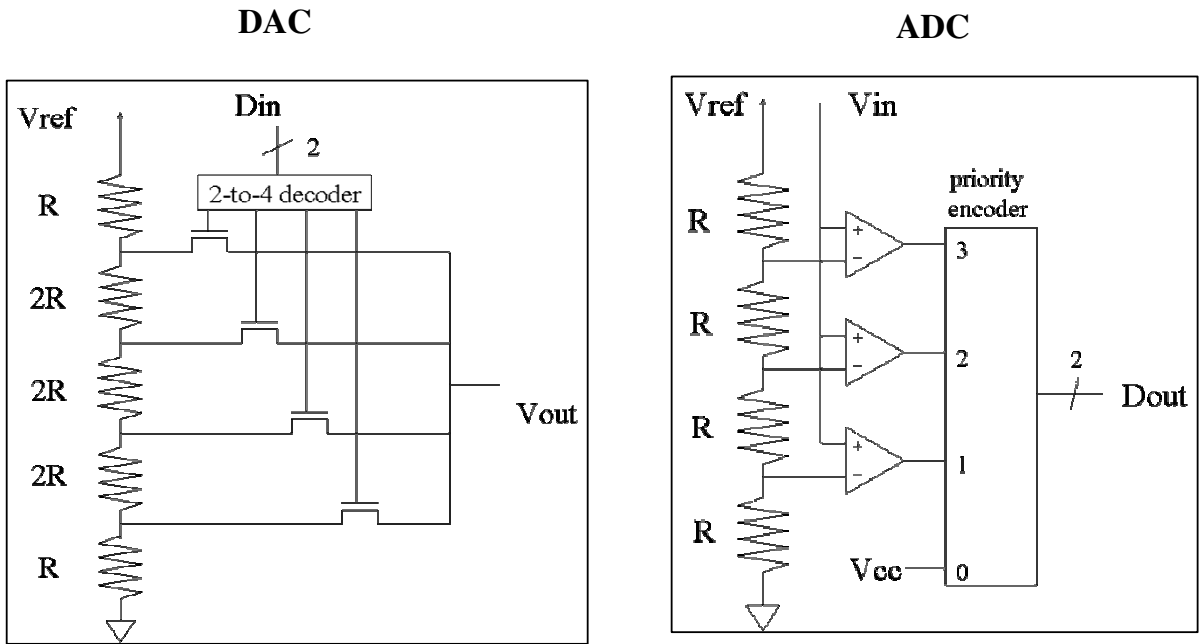 DAC
ADC
Vref
Din
2
2-to-4 decoder
R
2R
2R
2R
R
Vout
Vref
Vin
priority
encoder
R
3
R
2
2
Dout
R
1
R
Vcc
0
+
−
+
−
+
−